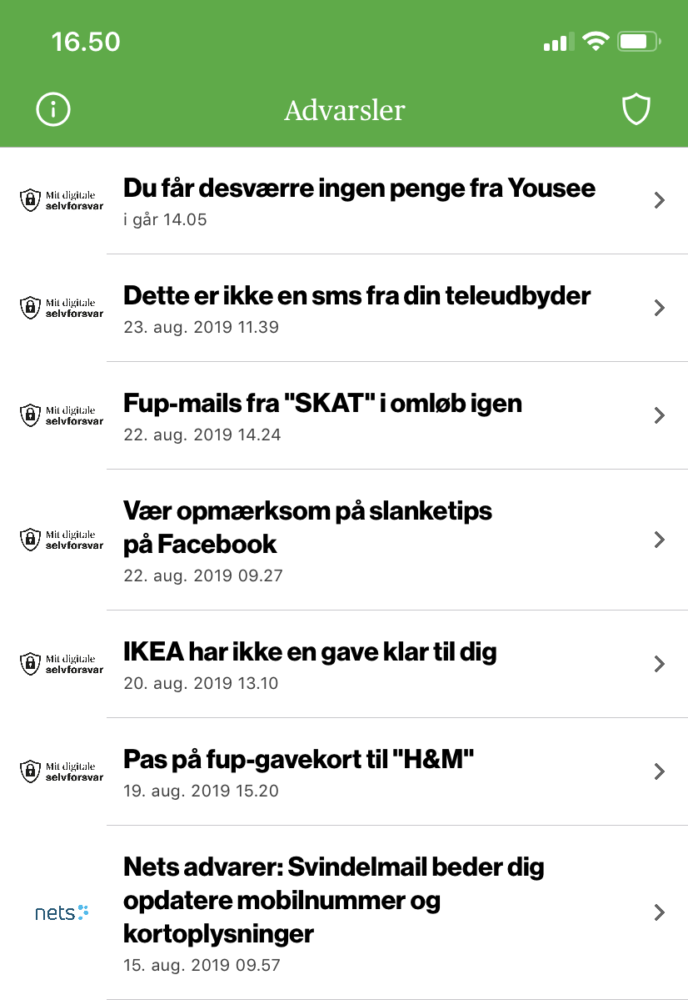 16.50
Advarsler
Mit digitale
selvforsvar
Du får desværre ingen penge fra Yousee
i går 14.05
Mit digitale
selvforsvar
Dette er ikke en sms fra din teleudbyder
23. aug. 2019 11.39
Mit digitale
selvforsvar
Fup-mails fra "SKAT" i omløb igen
22. aug. 2019 14.24
Mit digitale
selvforsvar
Vær opmærksom på slanketips
på Facebook
22. aug. 2019 09.27
Mit digitale
selvforsvar
IKEA har ikke en gave klar til dig
20. aug. 2019 13.10
Mit digitale
selvforsvar
Pas på fup-gavekort til "H&M"
19. aug. 2019 15.20
nets
Nets advarer: Svindelmail beder dig
opdatere mobilnummer og
kortoplysninger
15. aug. 2019 09.57